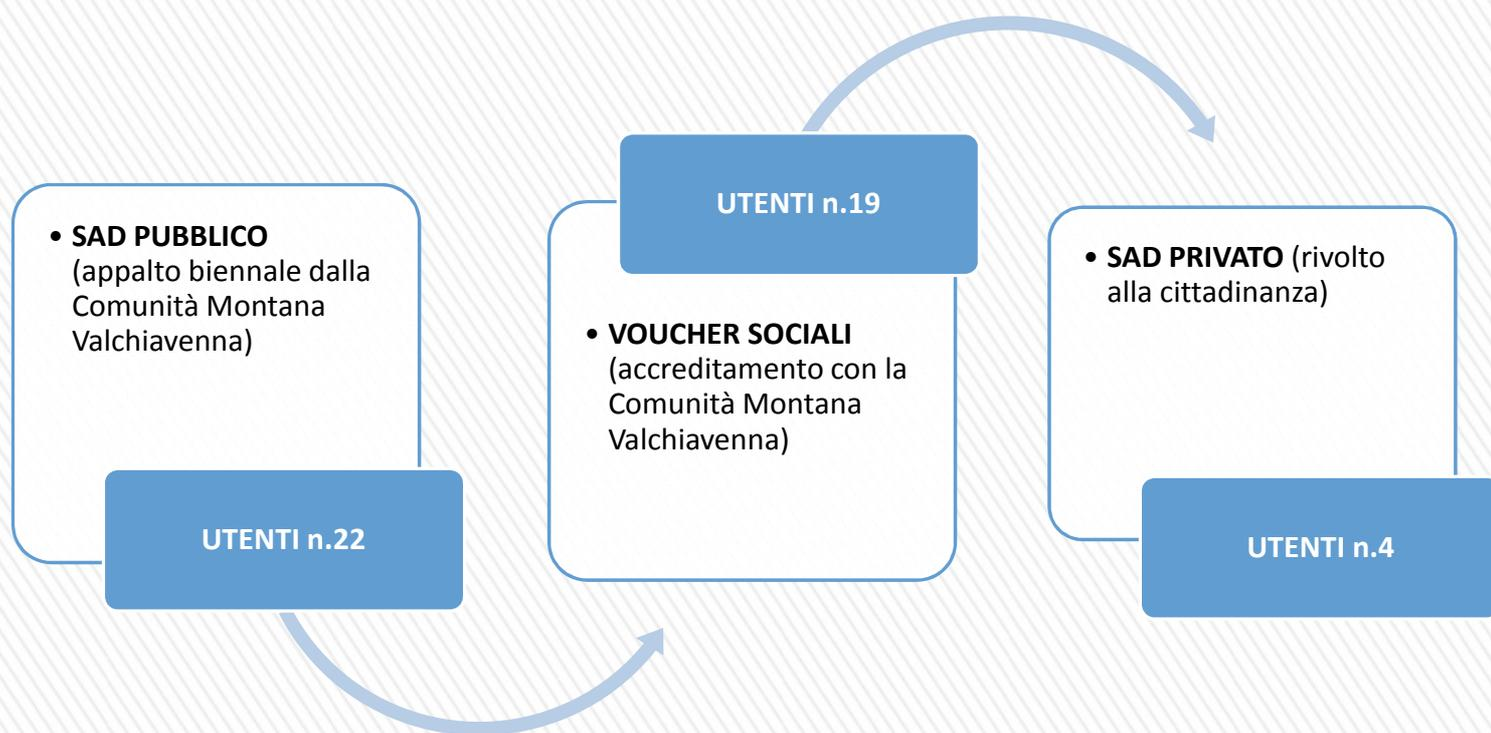 • SAD PUBBLICO
(appalto biennale dalla
Comunità Montana
Valchiavenna)
UTENTI n.22
UTENTI n.19
• VOUCHER SOCIALI
(accreditamento con la
Comunità Montana
Valchiavenna)
• SAD PRIVATO (rivolto
alla cittadinanza)
UTENTI n.4